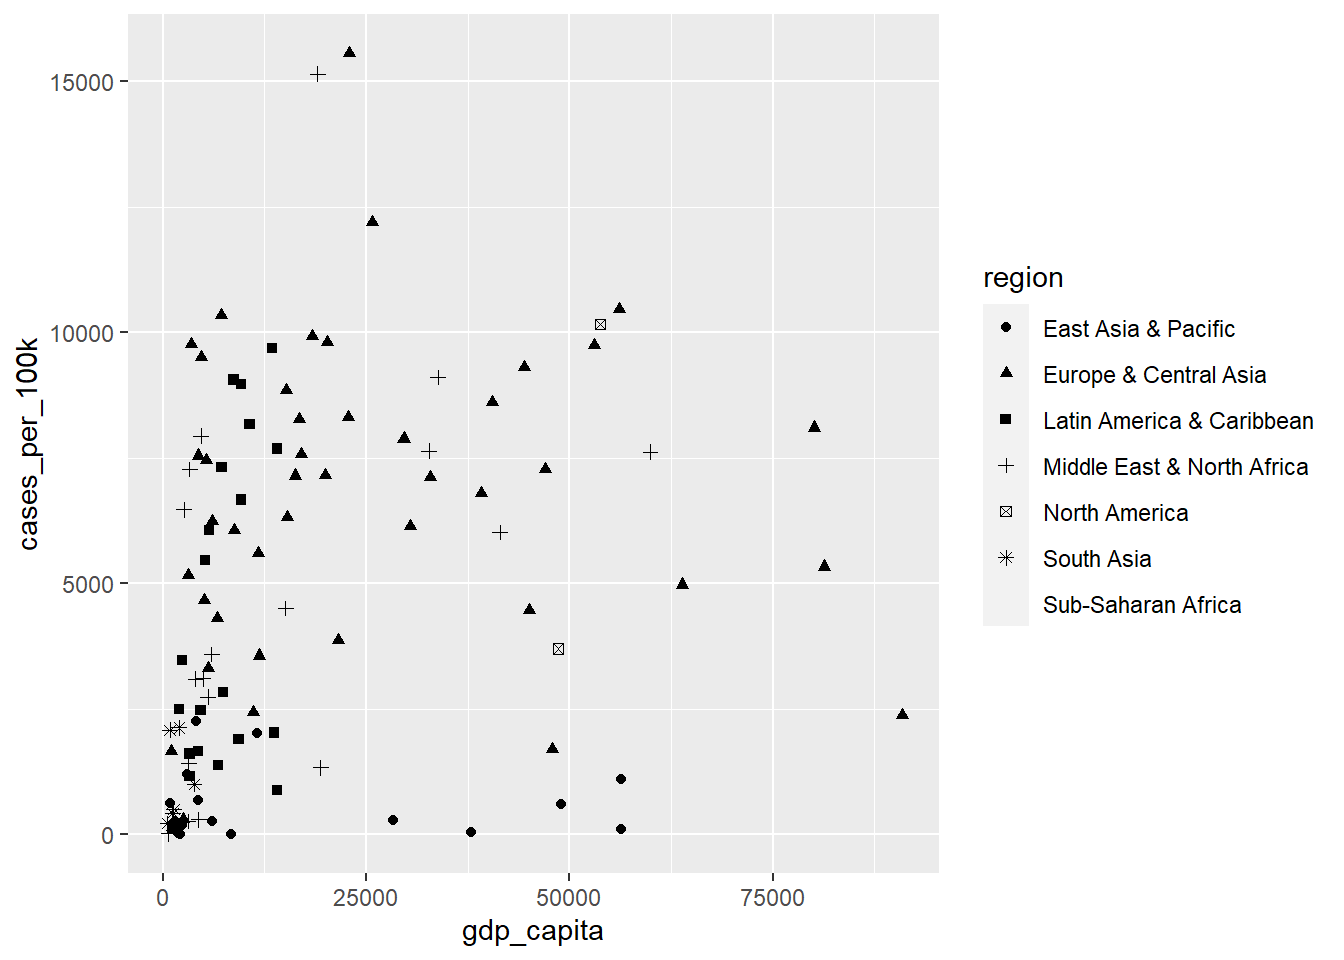 15000
10000
5000
0
cases_per_100k
0 25000 50000 75000
gdp_capita
region
East Asia & Pacific
Europe & Central Asia
Latin America & Caribbean
Middle East & North Africa
North America
South Asia
Sub-Saharan Africa